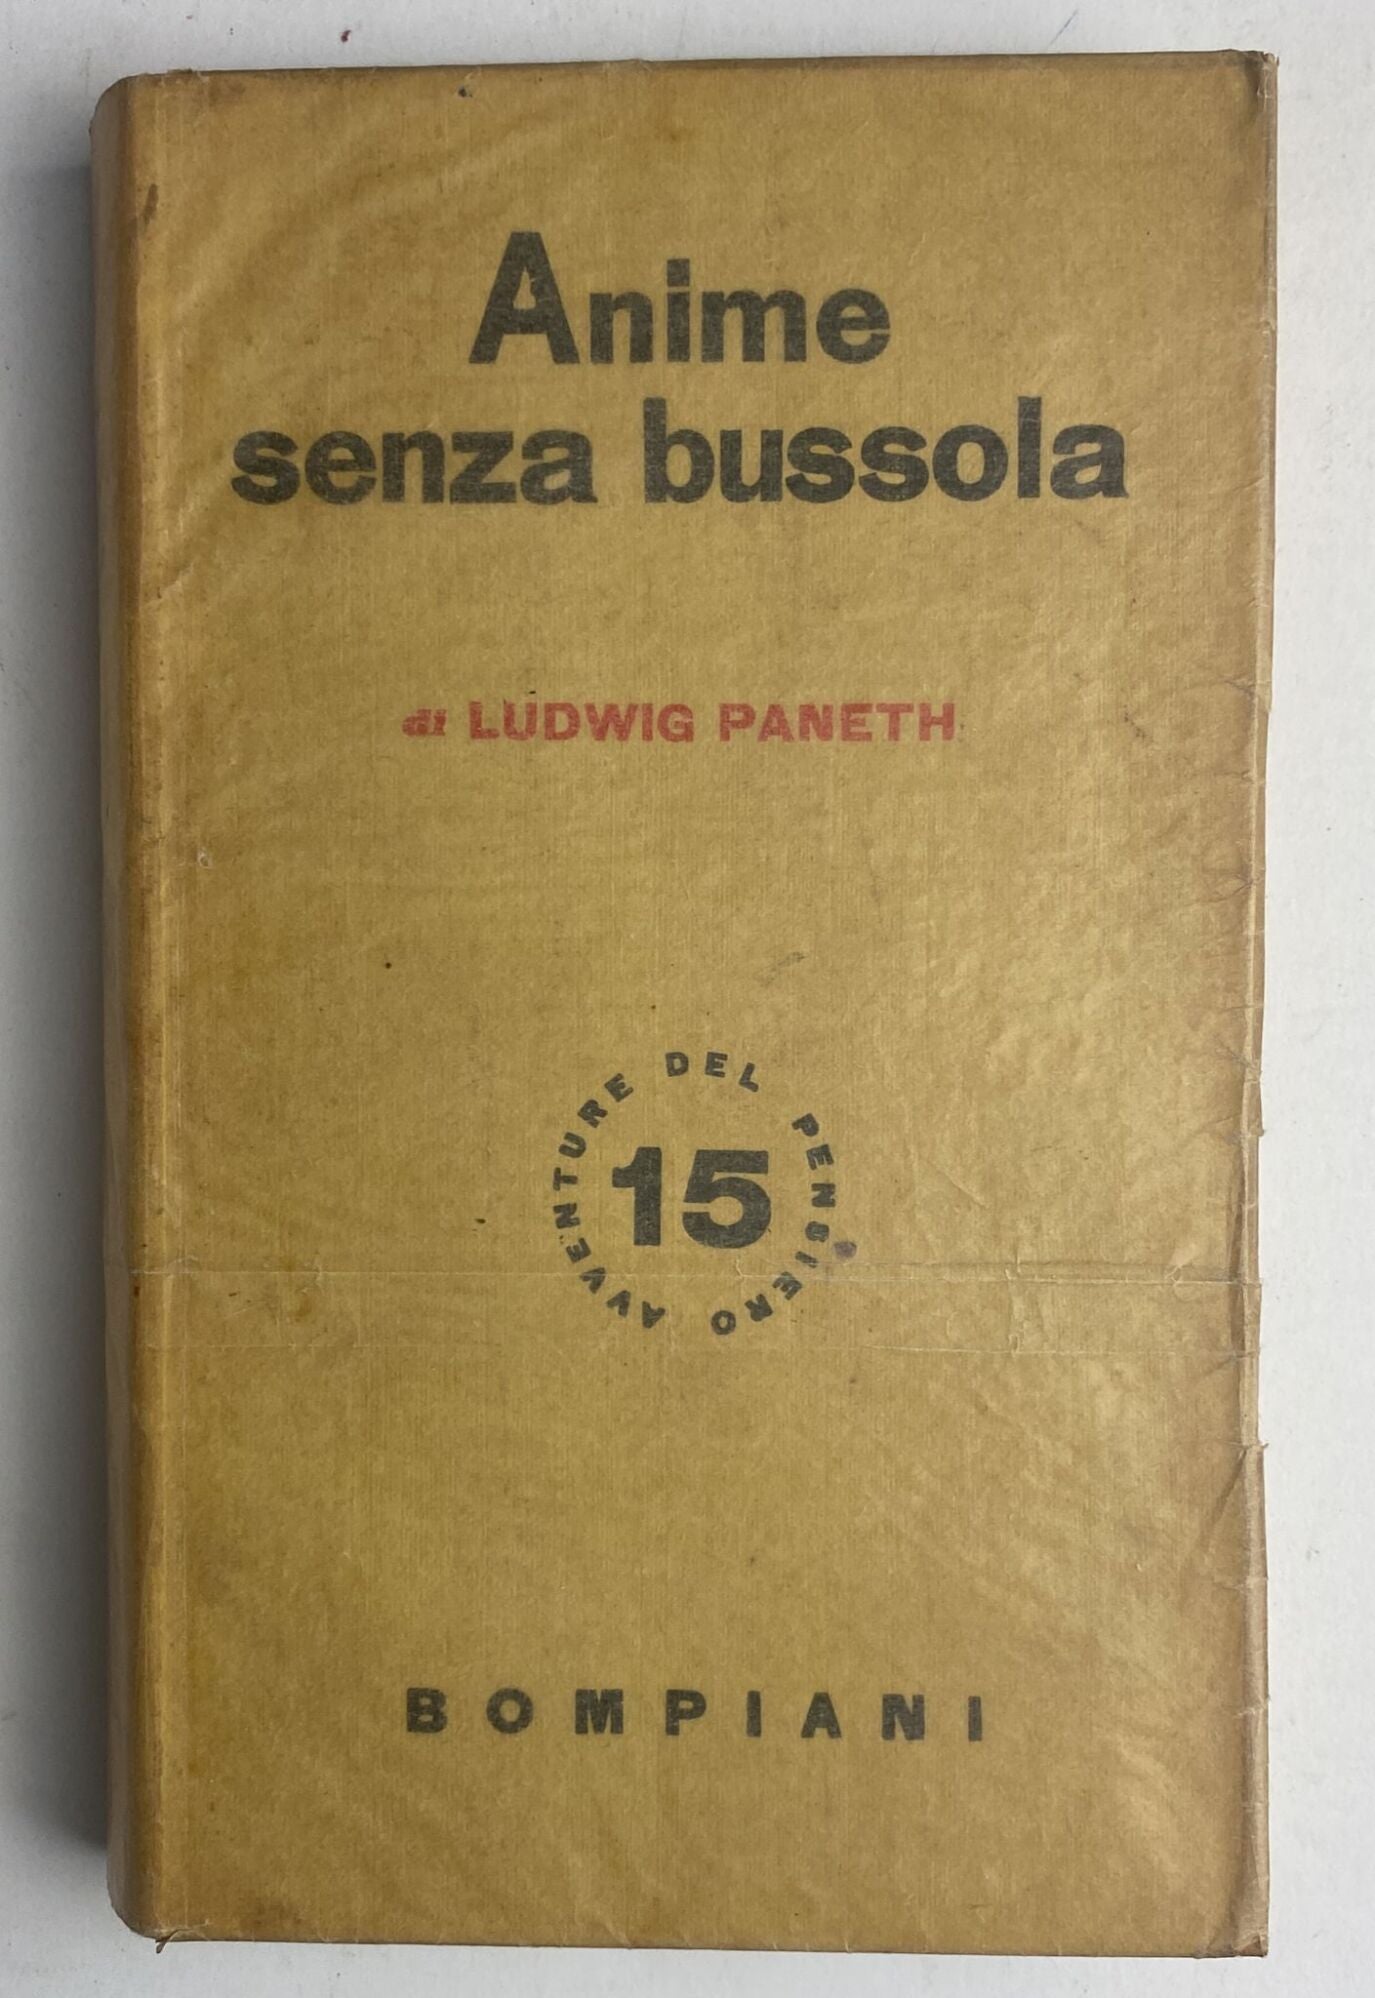 Anime
senza bussola
di LUDWIG PANETH
AVVENTURE DEL PENSIERO
15
BOMPIANI